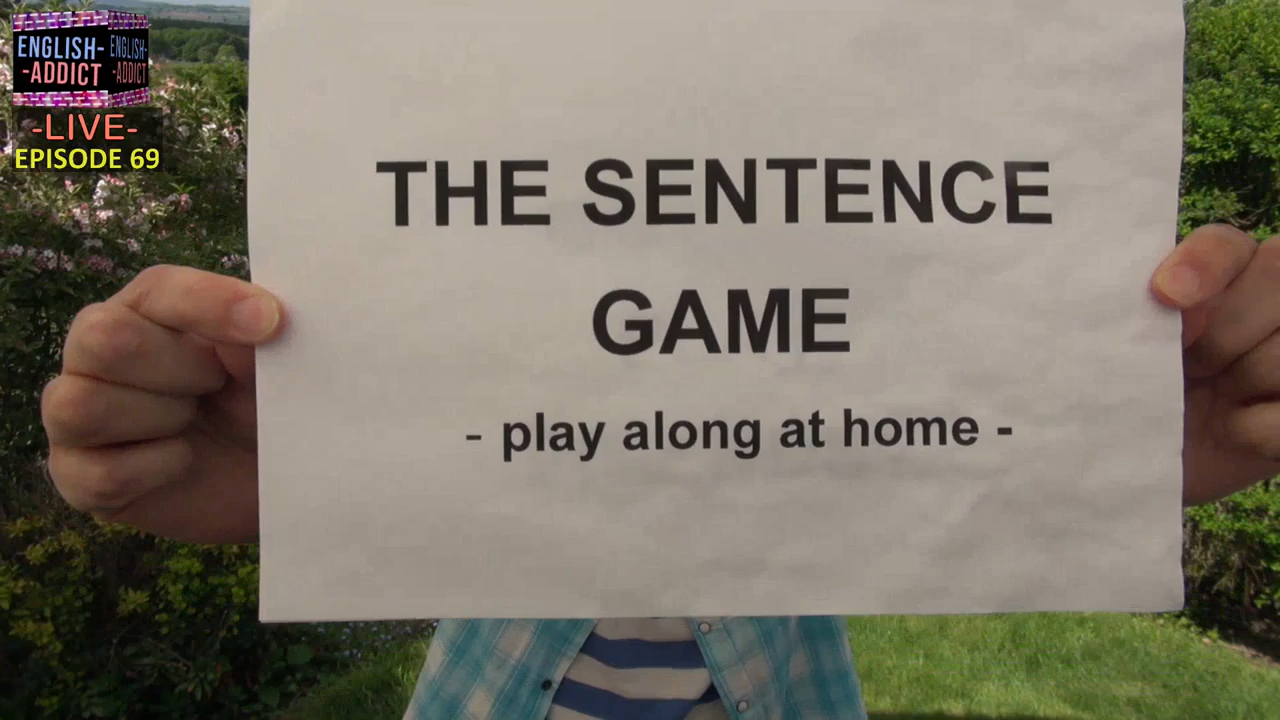 ENGLISH-
-ADDICT
ENGLISH-
-ADDICT
-LIVE-
EPISODE 69
THE SENTENCE
GAME
- play along at home -